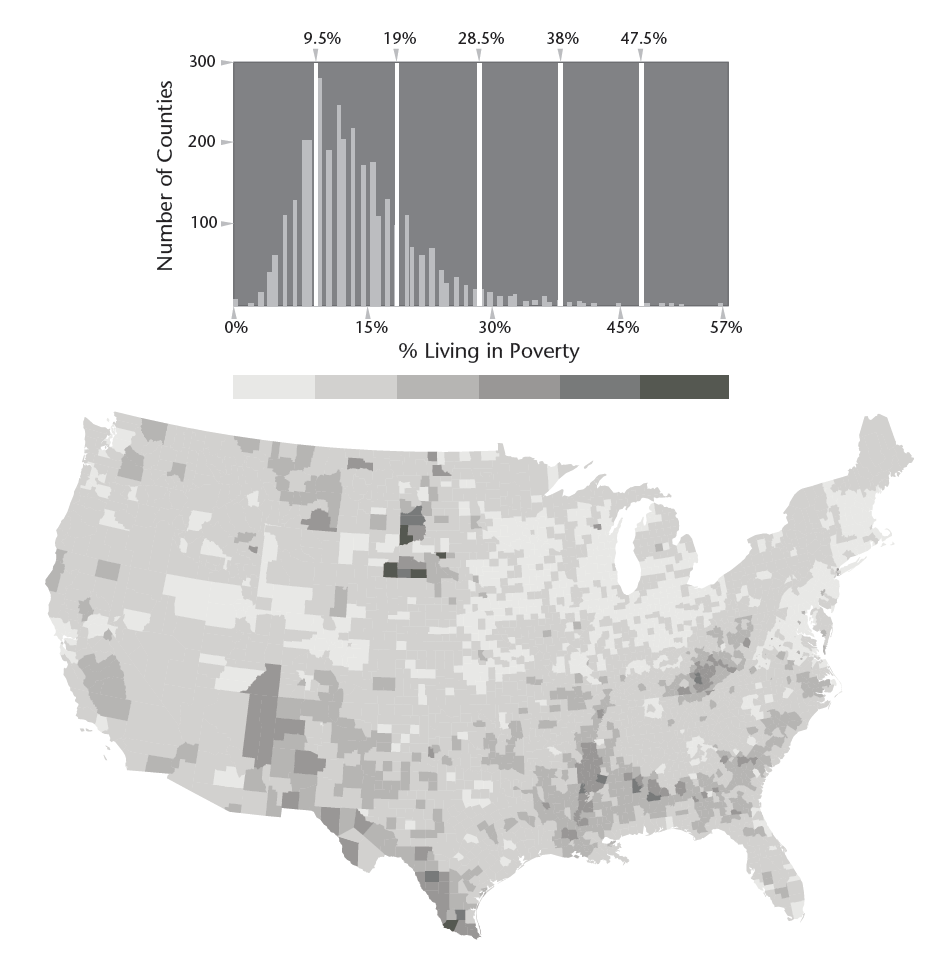 9.5% 19% 28.5% 38% 47.5%
300
200
100
Number of Counties
0% 15% 30% 45% 57%
% Living in Poverty